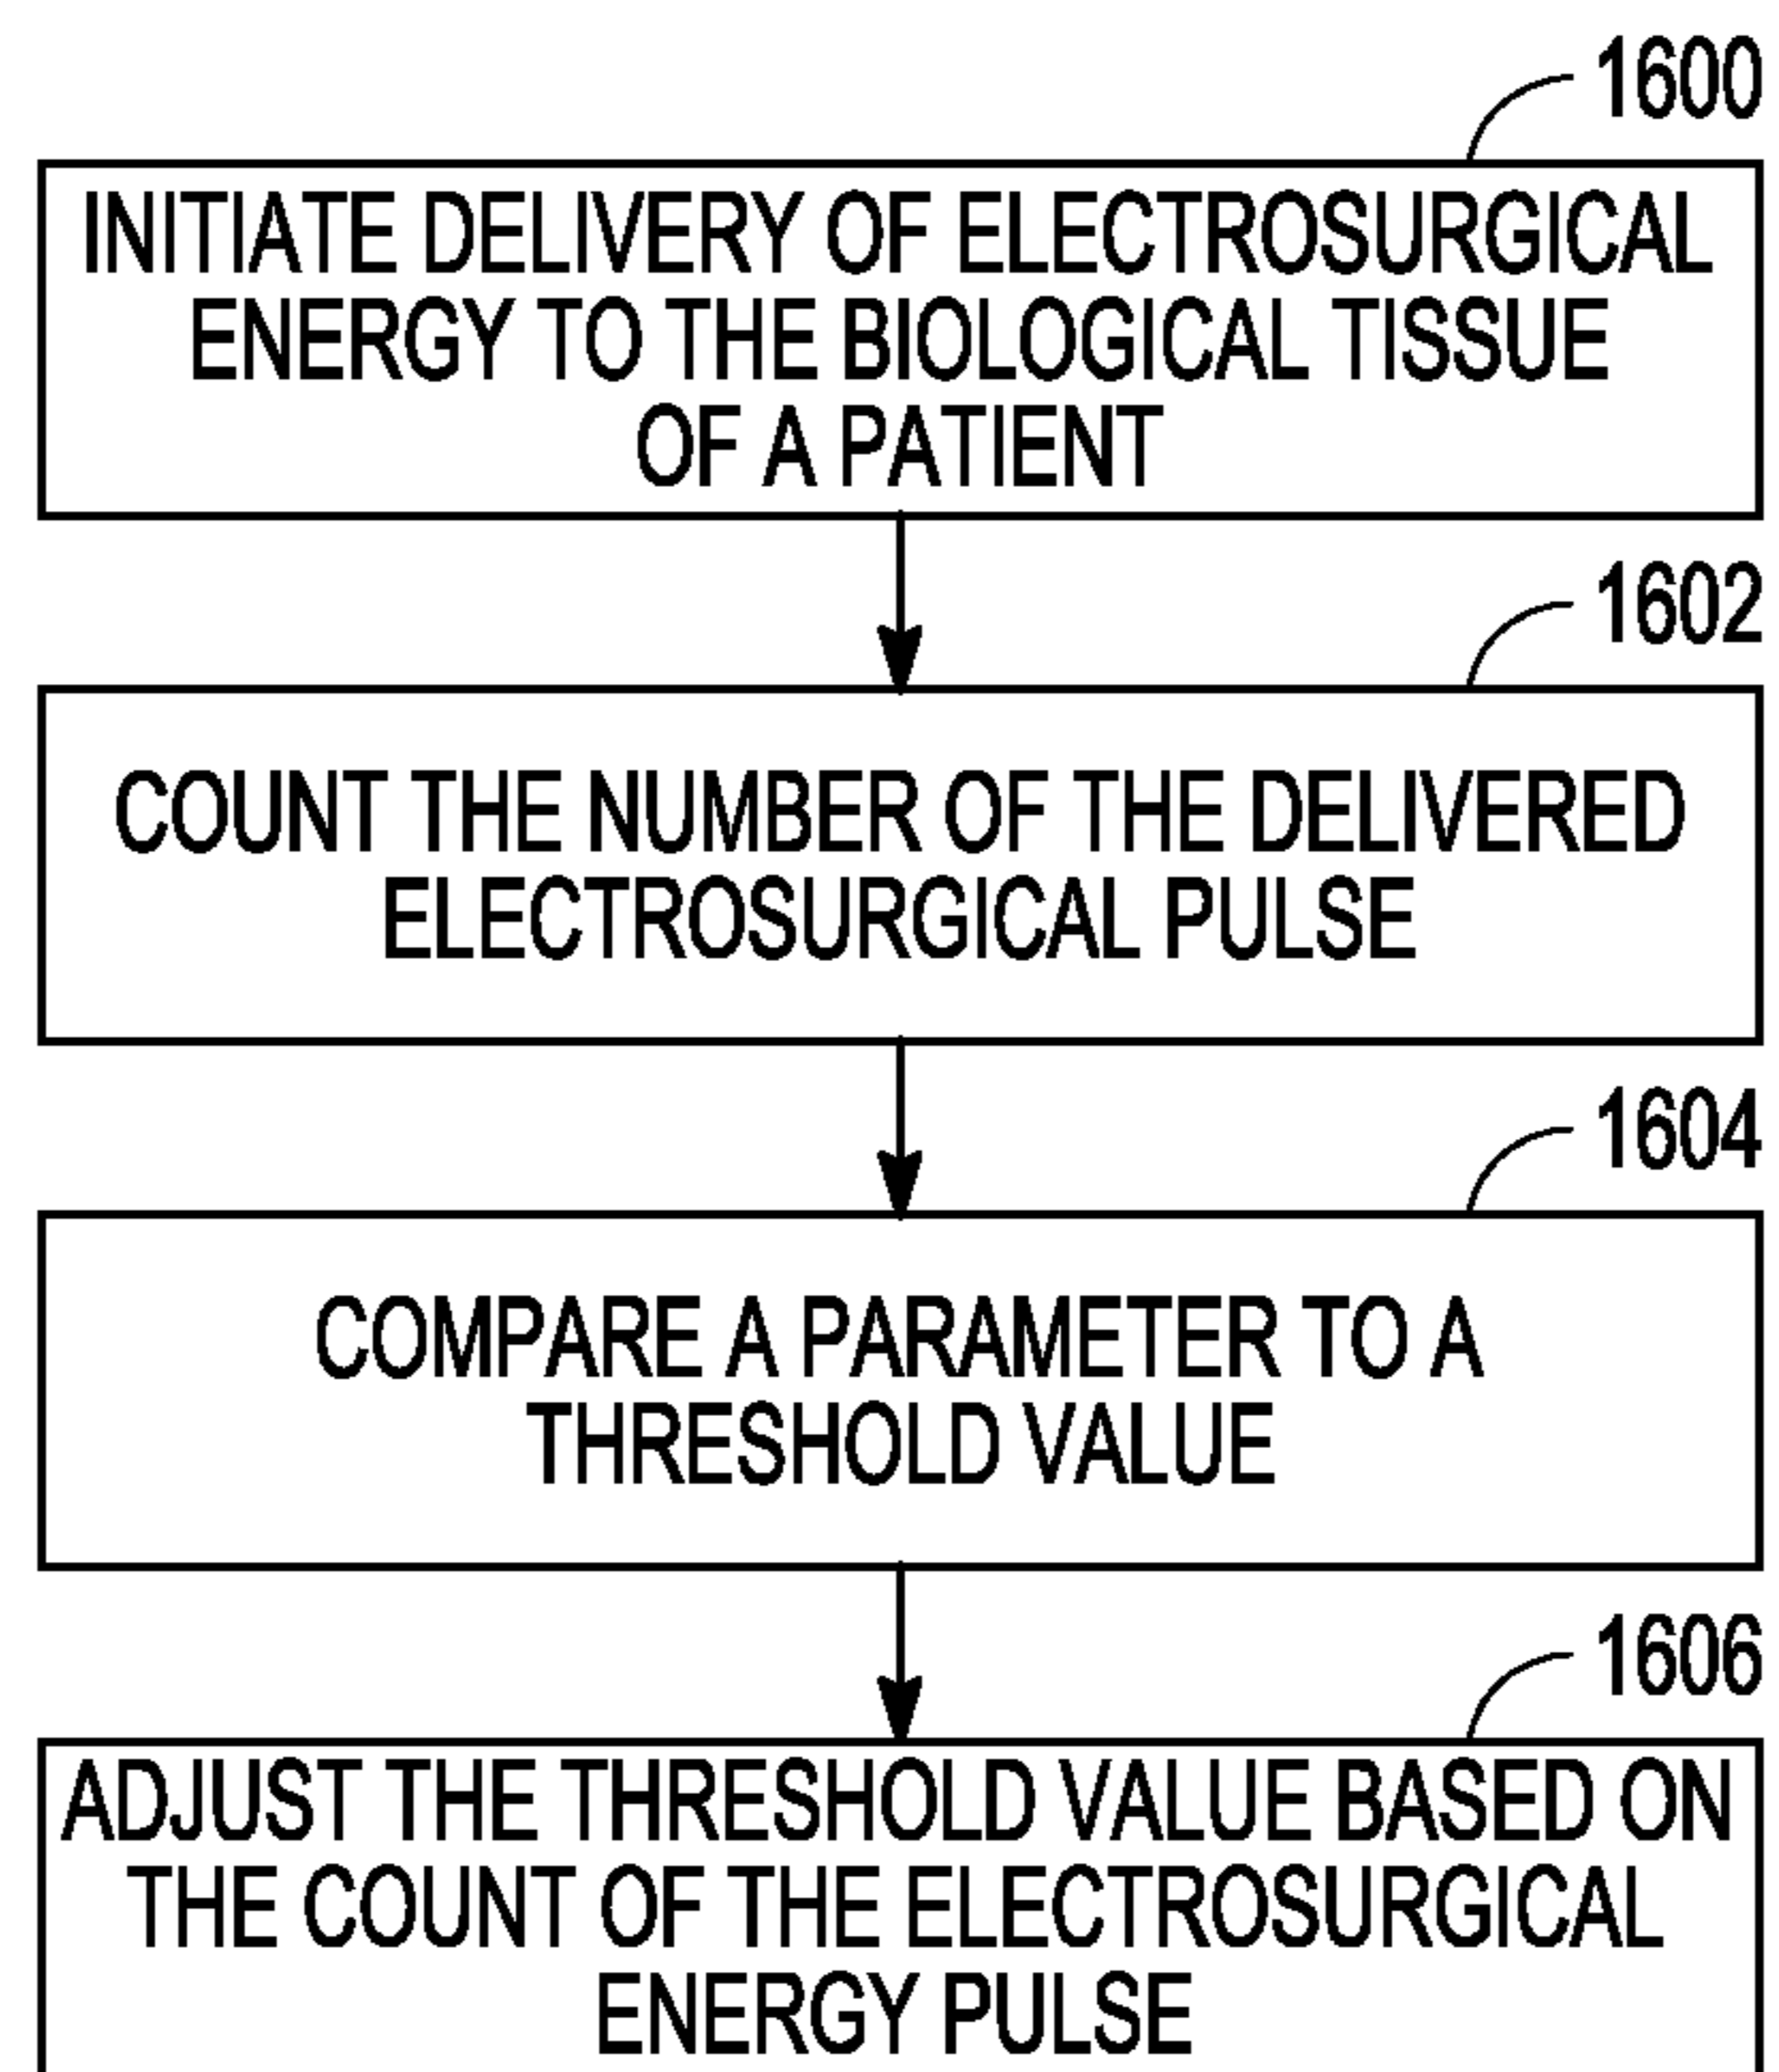 1600
INITIATE DELIVERY OF ELECTROSURGICAL
ENERGY TO THE BIOLOGICAL TISSUE
OF A PATIENT
1602
COUNT THE NUMBER OF THE DELIVERED
ELECTROSURGICAL PULSE
1604
COMPARE A PARAMETER TO A
THRESHOLD VALUE
1606
ADJUST THE THRESHOLD VALUE BASED ON
THE COUNT OF THE ELECTROSURGICAL
ENERGY PULSE